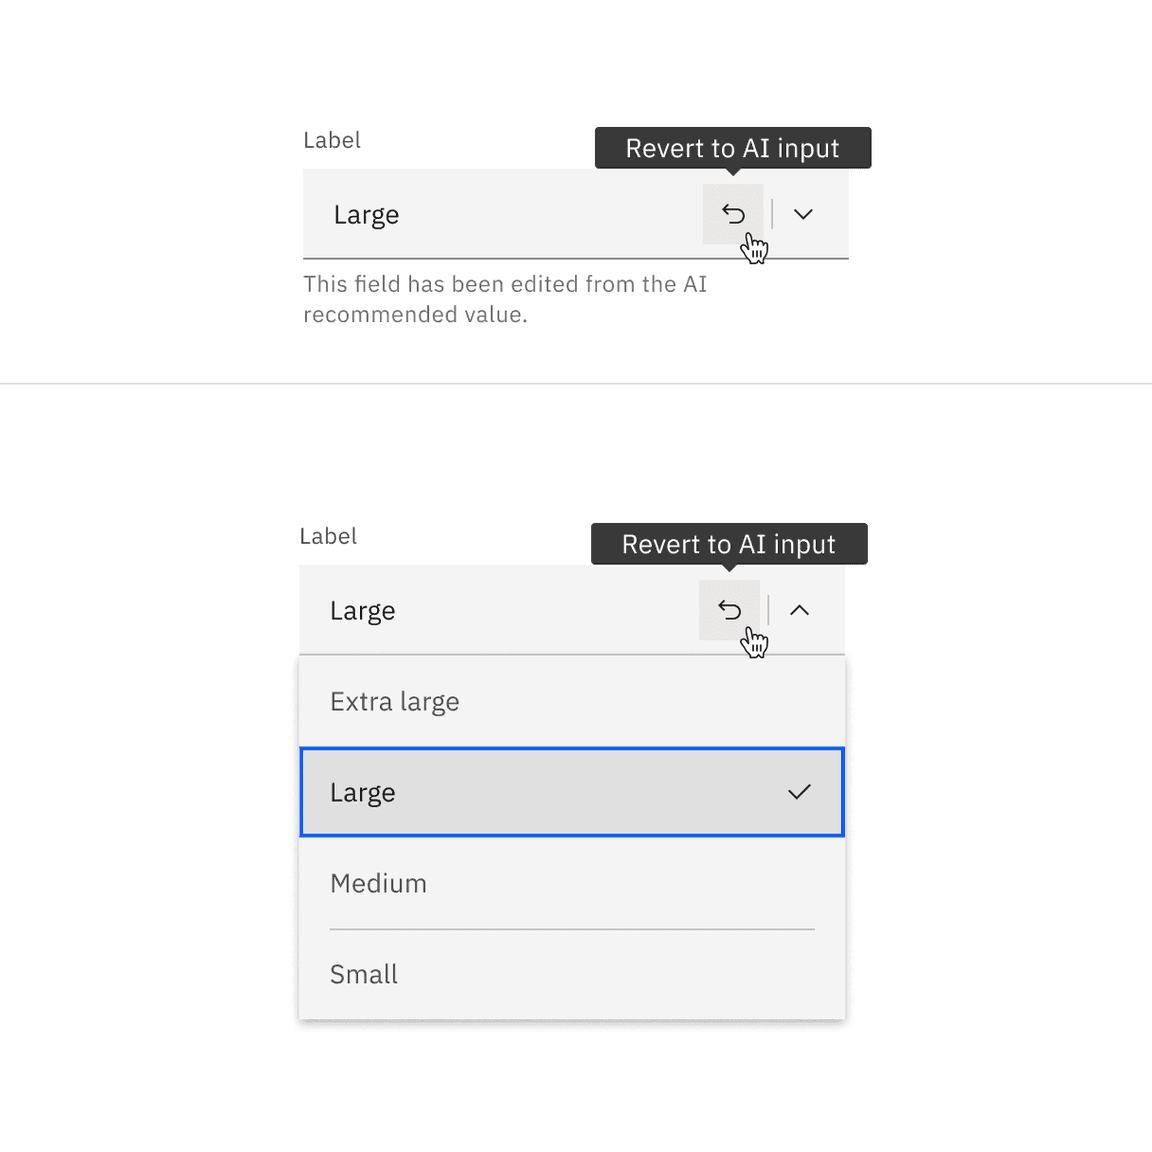 Label
Revert to AI input
Large
This field has been edited from the AI
recommended value.
Label
Revert to AI input
Large
Extra large
Large
Medium
Small